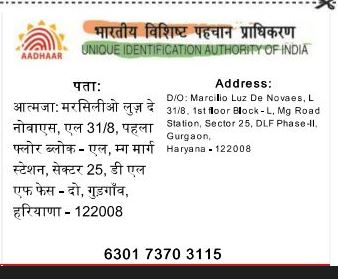 भारतीय विशिष्ट पहचान प्राधिकरण
UNIQUE IDENTIFICATION AUTHORITY OF INDIA
AADHAAR
पता:
आत्मजा: मरसिलीओ लुज़ दे
नोवाएस, एल 31/8, पहला
फ्लोर ब्लोक - एल, म्ग मार्ग
स्टेशन, सेक्टर 25, डी एल
एफ फेस - दो, गुड़गाँव,
हरियाणा - 122008
Address:
D/O: Marcilio Luz De Novaes, L
31/8, 1st floor Block - L, Mg Road
Station, Sector 25, DLF Phase-II,
Gurgaon,
Haryana - 122008
6301 7370 3115